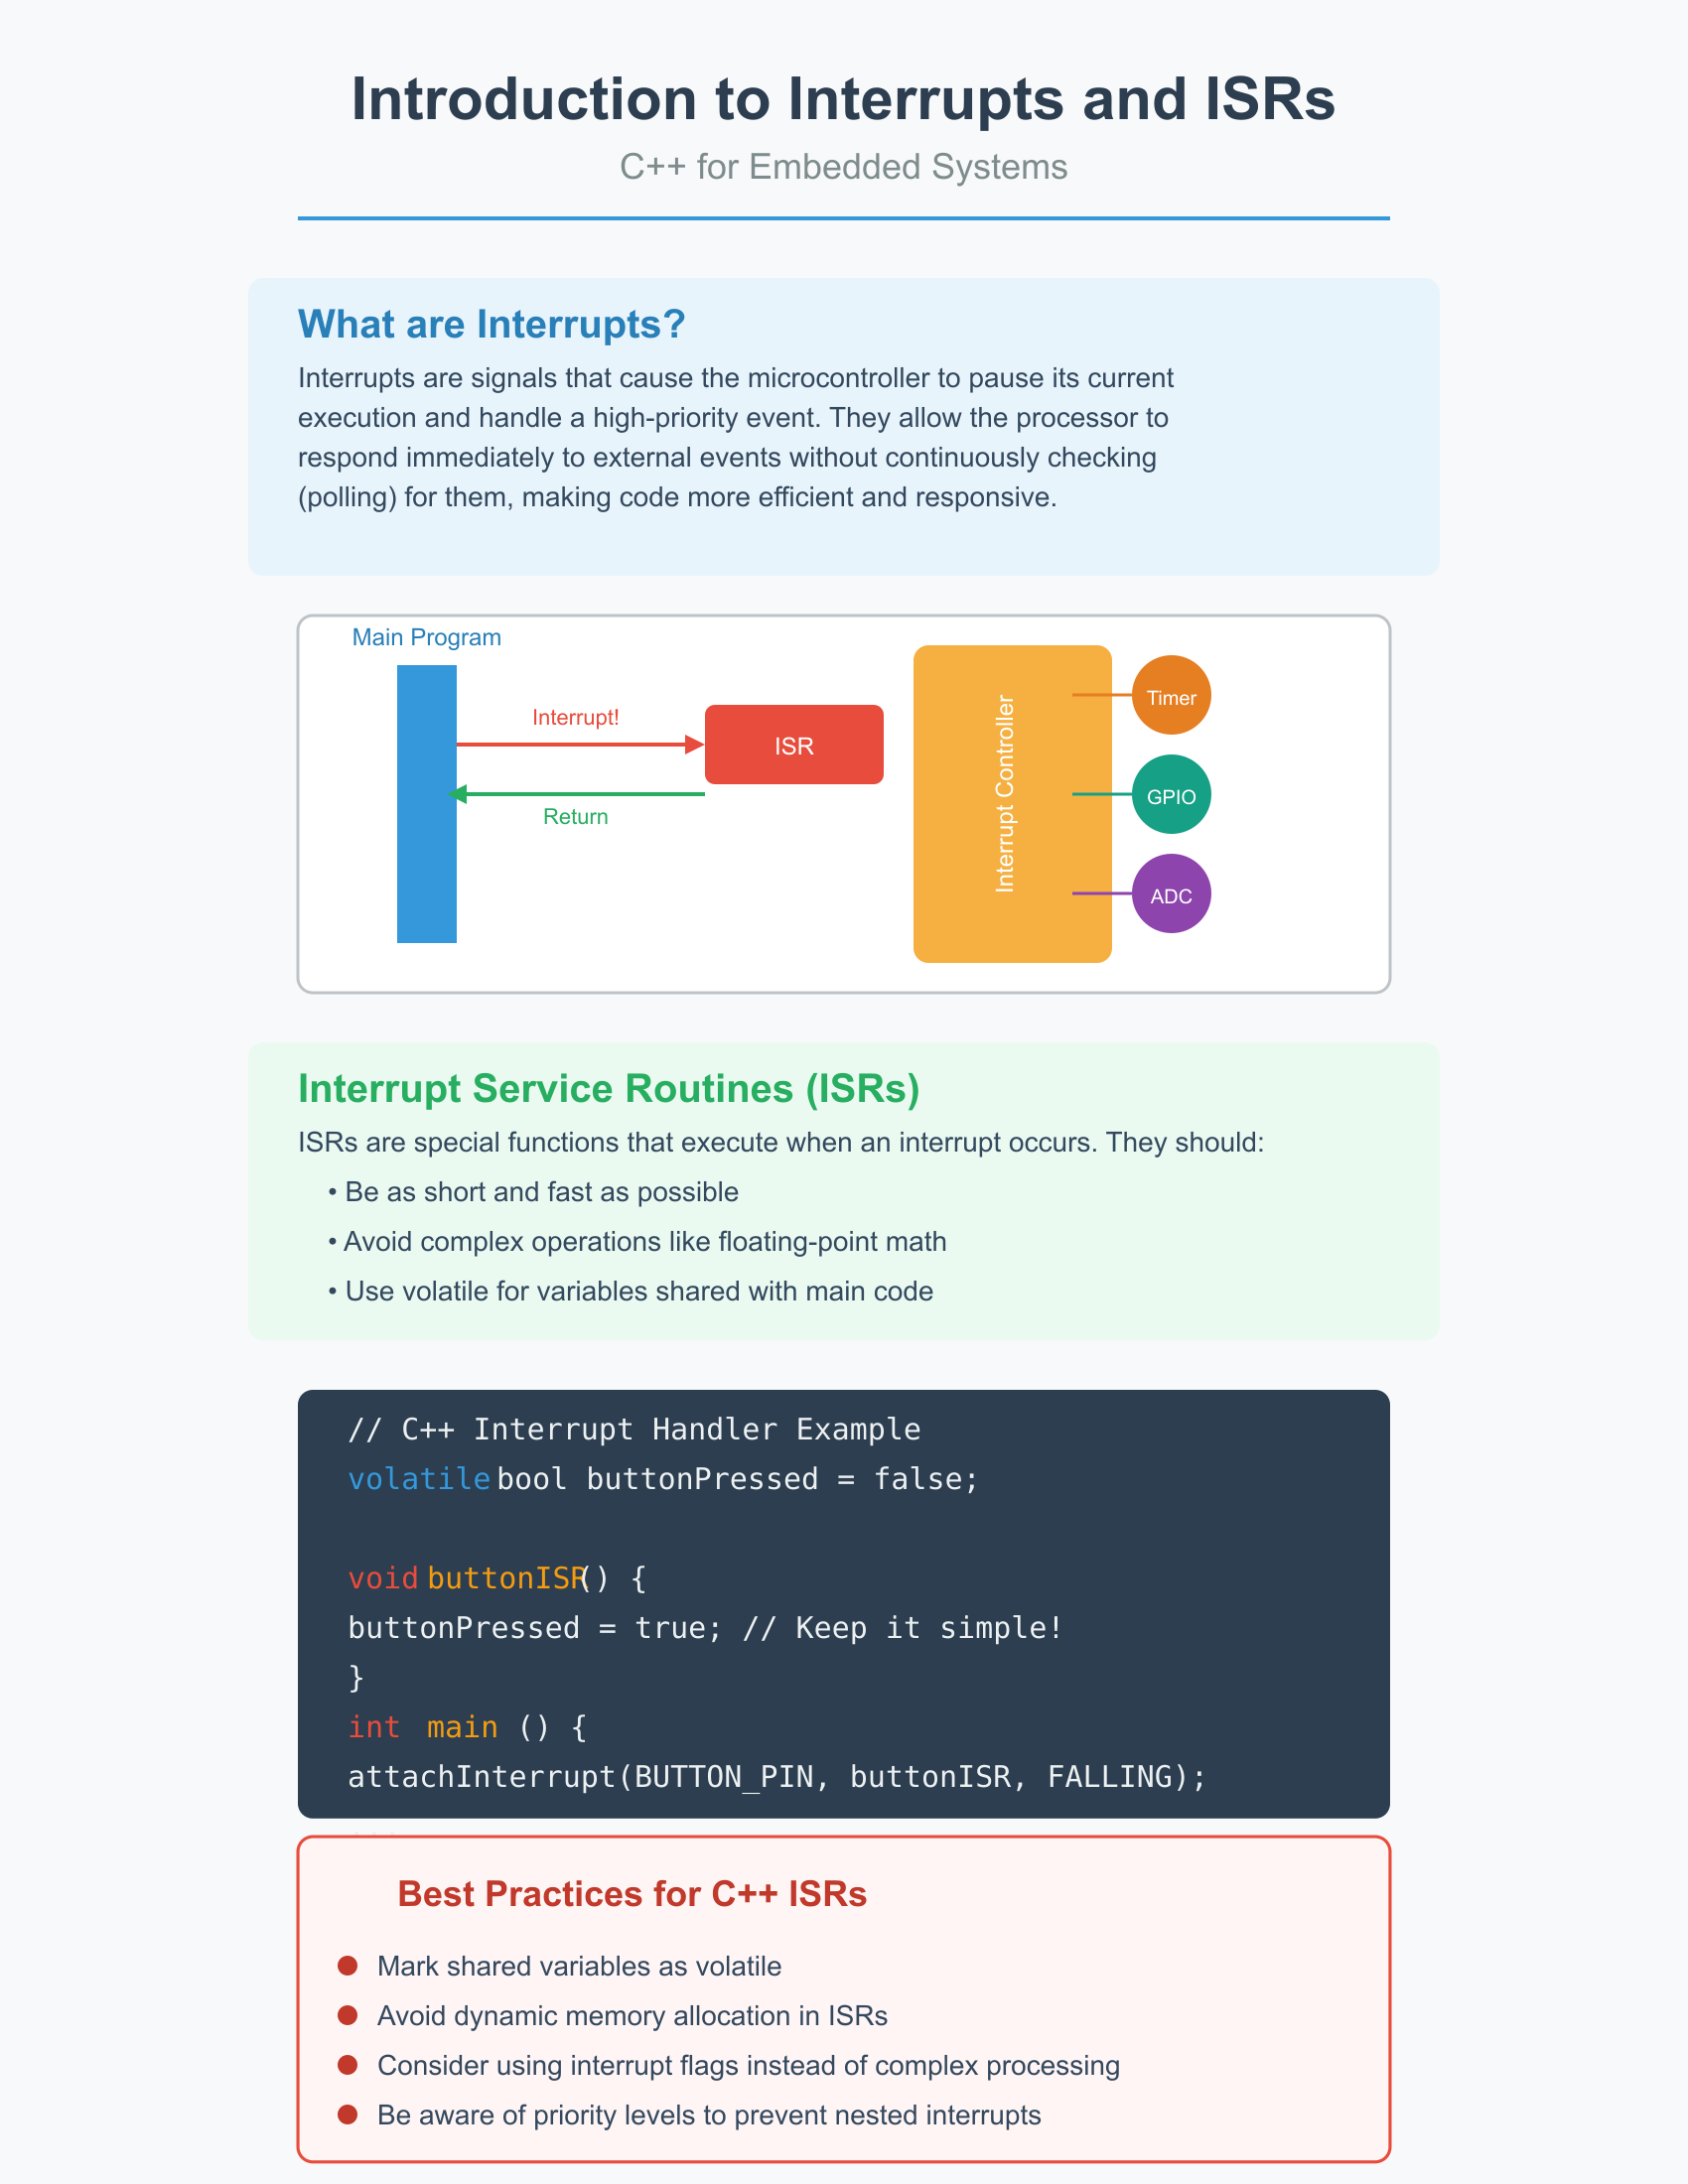 Introduction to Interrupts and ISRs
C++ for Embedded Systems
What are Interrupts?
Interrupts are signals that cause the microcontroller to pause its current
execution and handle a high-priority event. They allow the processor to
respond immediately to external events without continuously checking
(polling) for them, making code more efficient and responsive.
Main Program
Interrupt!
ISR
Return
Interrupt Controller
Timer
GPIO
ADC
Interrupt Service Routines (ISRs)
ISRs are special functions that execute when an interrupt occurs. They should:
• Be as short and fast as possible
• Avoid complex operations like floating-point math
• Use volatile for variables shared with main code
// C++ Interrupt Handler Example
volatile bool buttonPressed = false;
void buttonISR() {
buttonPressed = true; // Keep it simple!
}
int main () {
attachInterrupt(BUTTON_PIN, buttonISR, FALLING);
Best Practices for C++ ISRs
Mark shared variables as volatile
Avoid dynamic memory allocation in ISRs
Consider using interrupt flags instead of complex processing
Be aware of priority levels to prevent nested interrupts